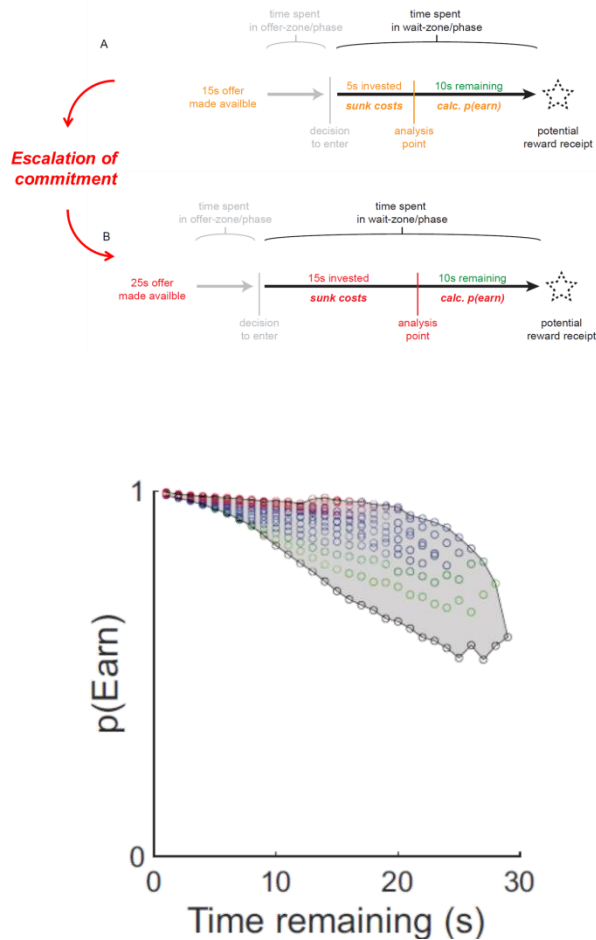 time spent
in offer-zone/phase
time spent
in wait-zone/phase
A
15s offer
made availble
5s invested
sunk costs
10s remaining
calc. p(earn)
decision
to enter
analysis
point
potential
reward receipt
Escalation of
commitment
time spent
in offer-zone/phase
time spent
in wait-zone/phase
B
25s offer
made availble
15s invested
sunk costs
10s remaining
calc. p(earn)
decision
to enter
analysis
point
potential
reward receipt
1
p(Earn)
0
0 10 20 30
Time remaining (s)